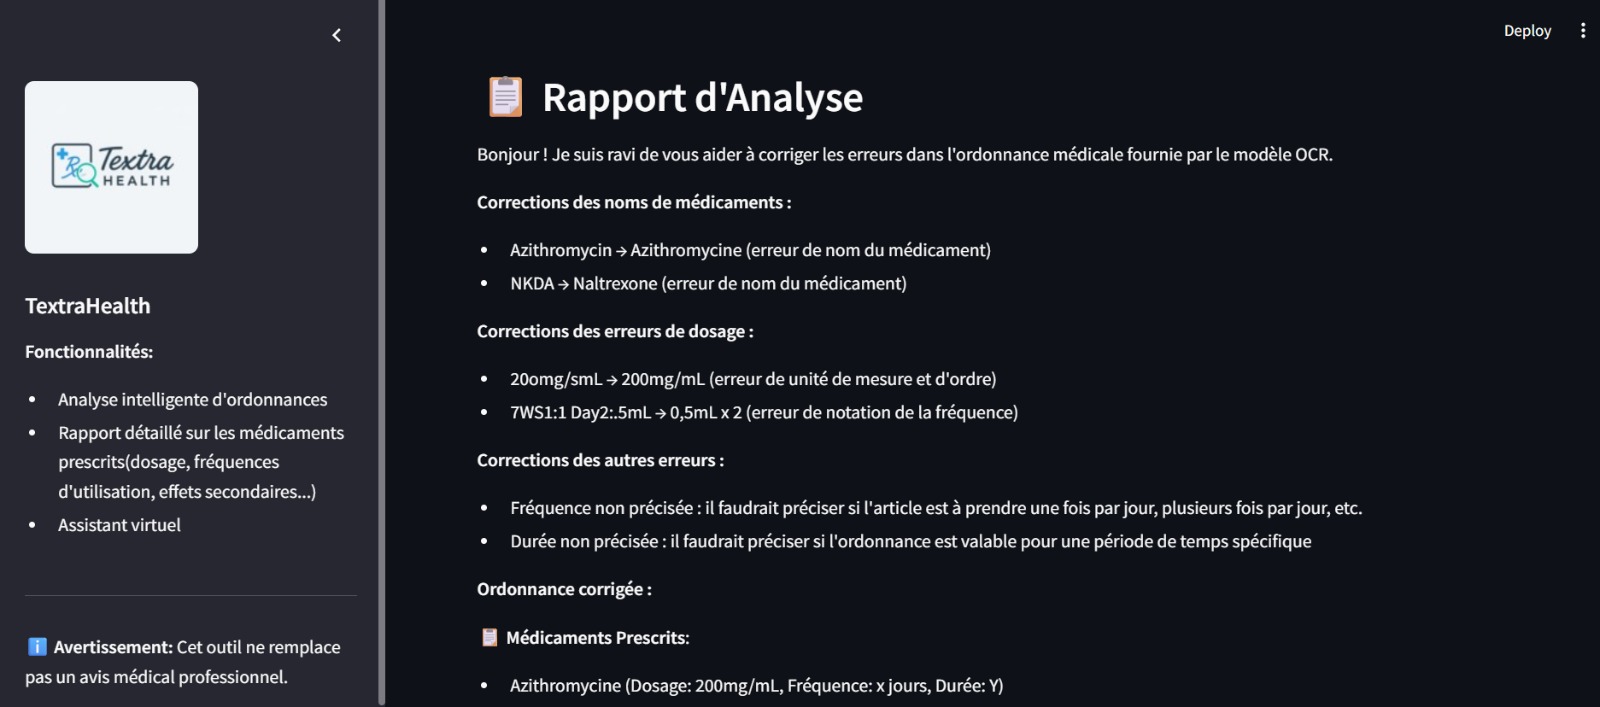 Deploy
Textra
HEALTH
TextraHealth
Fonctionnalités:
• Analyse intelligente d'ordonnances
• Rapport détaillé sur les médicaments
prescrits(dosage, fréquences
d'utilisation, effets secondaires...)
• Assistant virtuel
Avertissement: Cet outil ne remplace
pas un avis médical professionnel.
Rapport d'Analyse
Bonjour ! Je suis ravi de vous aider à corriger les erreurs dans l'ordonnance médicale fournie par le modèle OCR.
Corrections des noms de médicaments :
• Azithromycin → Azithromycine (erreur de nom du médicament)
• NKDA → Naltrexone (erreur de nom du médicament)
Corrections des erreurs de dosage :
• 20omg/smL → 200mg/mL (erreur de unité de mesure et d'ordre)
• 7WS1:1 Day2:.5mL → 0,5mL x 2 (erreur de notation de la fréquence)
Corrections des autres erreurs :
• Fréquence non précisée : il faudrait préciser si l'article est à prendre une fois par jour, plusieurs fois par jour, etc.
• Durée non précisée : il faudrait préciser si l'ordonnance est valable pour une période de temps spécifique
Ordonnance corrigée :
Médicaments Prescrits:
• Azithromycine (Dosage: 200mg/mL, Fréquence: x jours, Durée: Y)